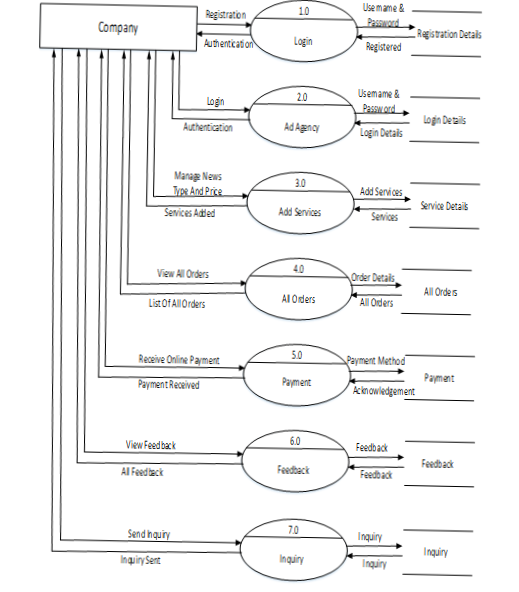 Company
Registration
Authentication
1.0
Login
Username &
Password
Registered
Registration Details
Login
Authentication
2.0
Ad Agency
Username &
Password
Login Details
Login Details
Manage News
Type And Price
Services Added
3.0
Add Services
Add Services
Services
Service Details
View All Orders
List Of All Orders
4.0
All Orders
Order Details
All Orders
All Orders
Receive Online Payment
Payment Received
5.0
Payment
Payment Method
Acknowledgement
Payment
View Feedback
All Feedback
6.0
Feedback
Feedback
Feedback
Feedback
Send Inquiry
Inquiry Sent
7.0
Inquiry
Inquiry
Inquiry
Inquiry